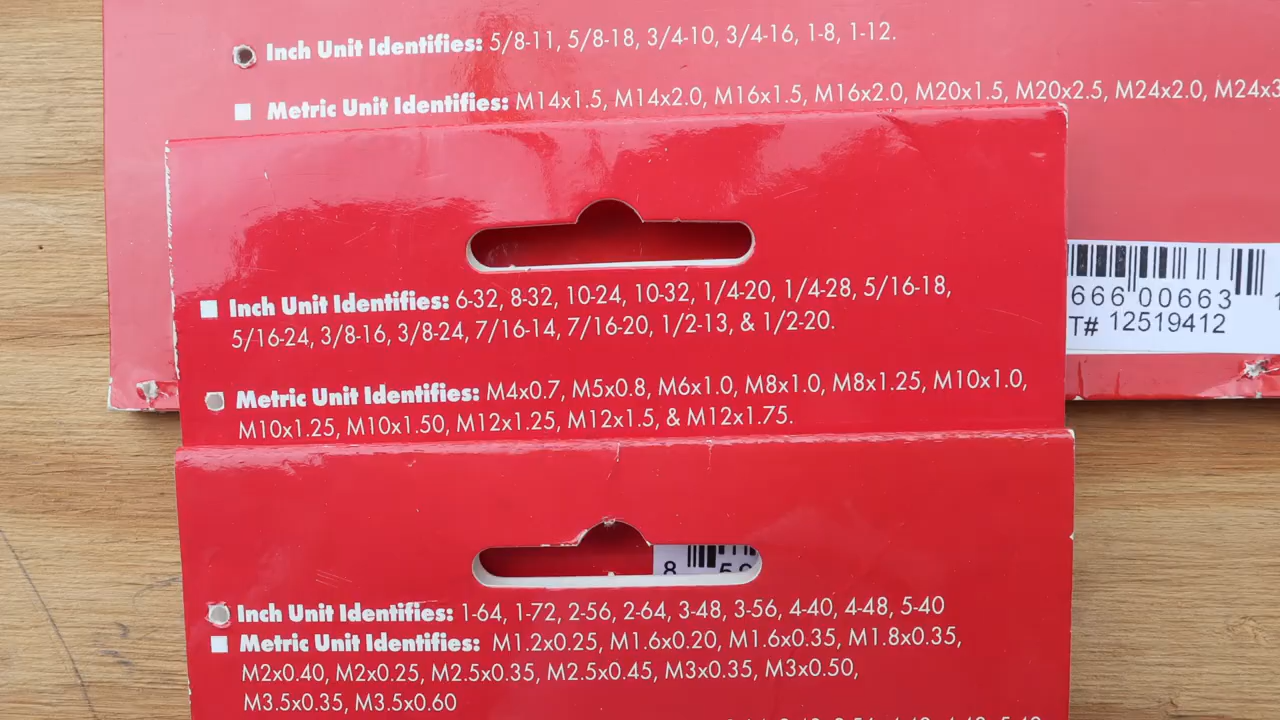 Inch Unit Identifies: 5/8-11, 5/8-18, 3/4-10, 3/4-16, 1-8, 1-12.
Metric Unit Identifies: M14x1.5, M14x2.0, M16x1.5, M16x2.0, M20x1.5, M20x2.5, M24x2.0, M24x3
666 00663
T# 12519412
Inch Unit Identifies: 6-32, 8-32, 10-24, 10-32, 1/4-20, 1/4-28, 5/16-18,
5/16-24, 3/8-16, 3/8-24, 7/16-14, 7/16-20, 1/2-13, & 1/2-20.
Metric Unit Identifies: M4x0.7, M5x0.8, M6x1.0, M8x1.0, M8x1.25, M10x1.0,
M10x1.25, M10x1.50, M12x1.25, M12x1.5, & M12x1.75.
8
Inch Unit Identifies: 1-64, 1-72, 2-56, 2-64, 3-48, 3-56, 4-40, 4-48, 5-40
Metric Unit Identifies: M1.2x0.25, M1.6x0.20, M1.6x0.35, M1.8x0.35,
M2x0.40, M2x0.25, M2.5x0.35, M2.5x0.45, M3x0.35, M3x0.50,
M3.5x0.35, M3.5x0.60